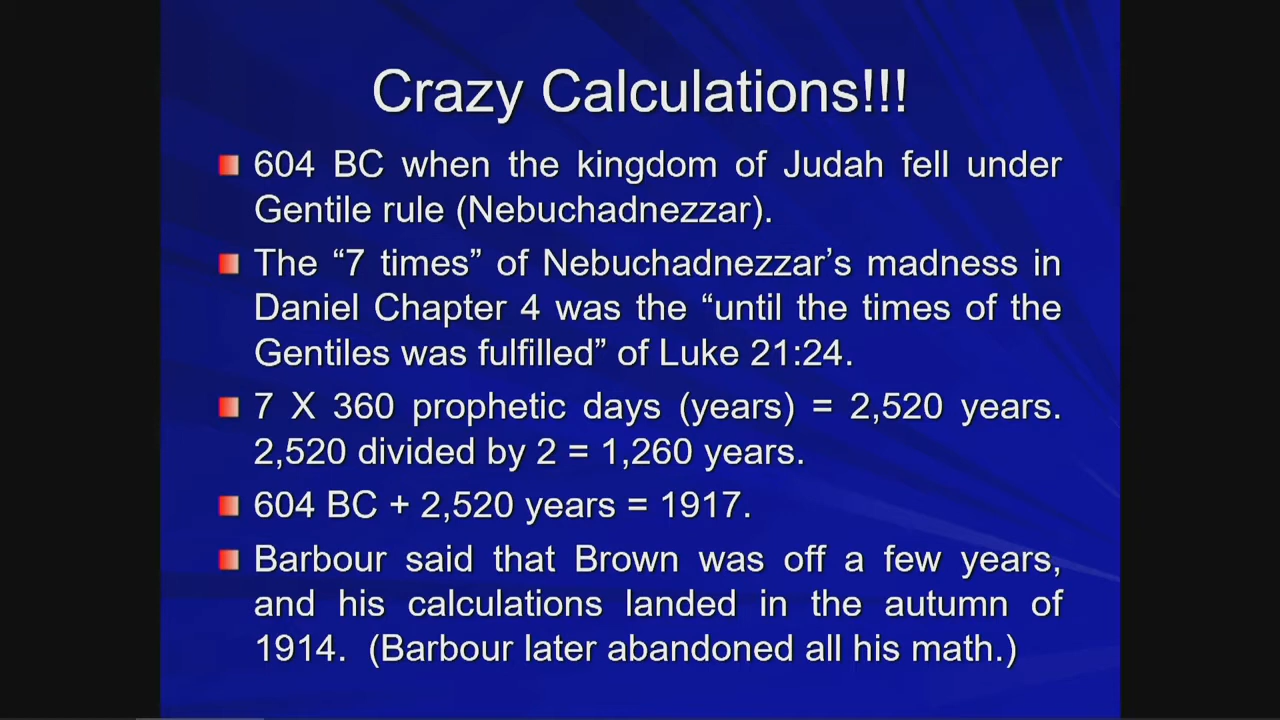 Crazy Calculations!!!
604 BC when the kingdom of Judah fell under
Gentile rule (Nebuchadnezzar).
The “7 times” of Nebuchadnezzar’s madness in
Daniel Chapter 4 was the “until the times of the
Gentiles was fulfilled” of Luke 21:24.
7 X 360 prophetic days (years) = 2,520 years.
2,520 divided by 2 = 1,260 years.
604 BC + 2,520 years = 1917.
Barbour said that Brown was off a few years,
and his calculations landed in the autumn of
1914. (Barbour later abandoned all his math.)